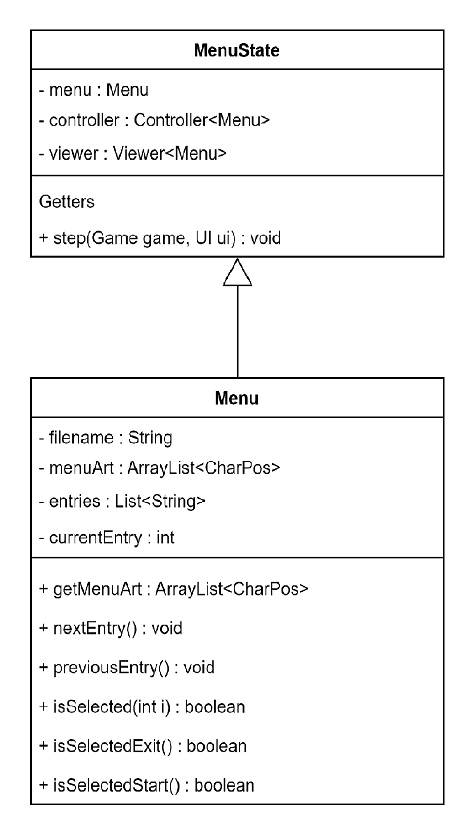 MenuState
- menu : Menu
- controller : Controller<Menu>
- viewer : Viewer<Menu>
Getters
+ step(Game game, UI ui) : void
Menu
- filename : String
- menuArt : ArrayList<CharPos>
- entries : List<String>
- currentEntry : int
+ getMenuArt : ArrayList<CharPos>
+ nextEntry() : void
+ previousEntry() : void
+ isSelected(int i) : boolean
+ isSelectedExit() : boolean
+ isSelectedStart() : boolean